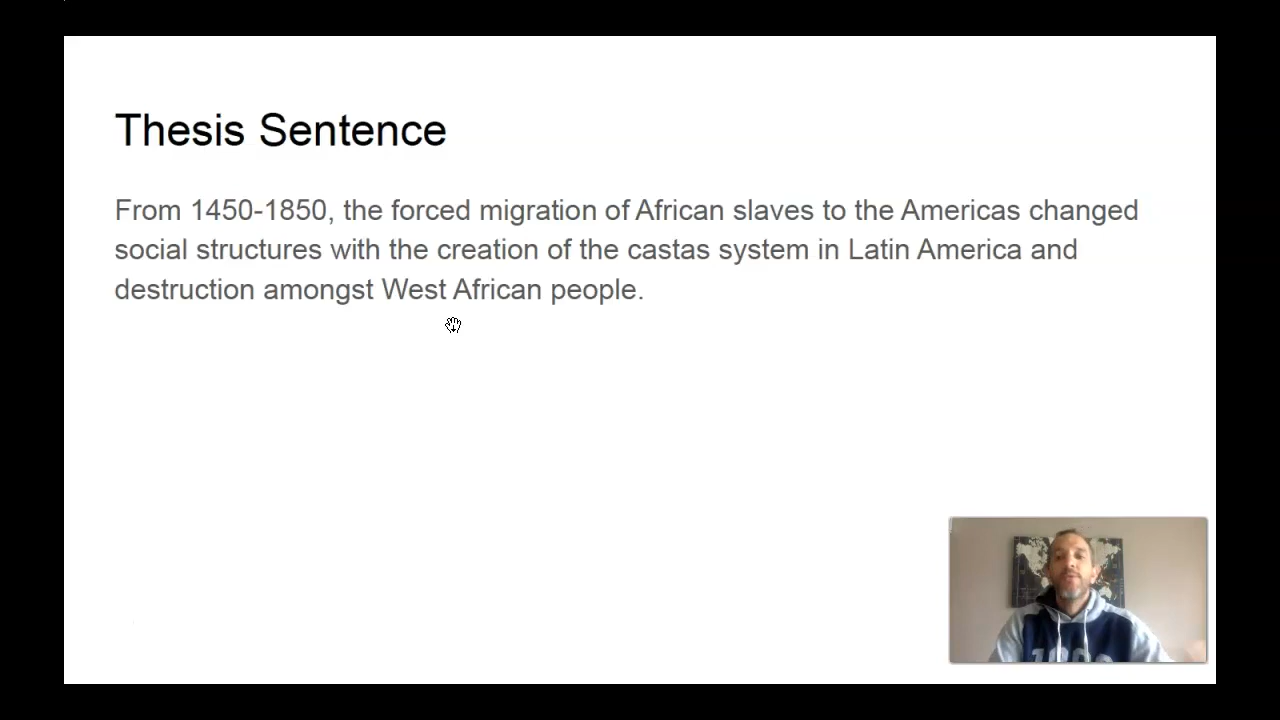 Thesis Sentence
From 1450-1850, the forced migration of African slaves to the Americas changed
social structures with the creation of the castas system in Latin America and
destruction amongst West African people.